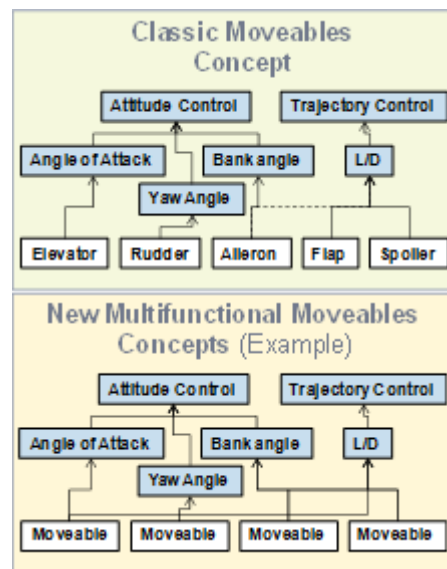 Classic Moveables
Concept
Attitude Control
Trajectory Control
Angle of Attack
Bank angle
L/D
Yaw Angle
Elevator
Rudder
Aileron
Flap
Spoiler
New Multifunctional Moveables
Concepts (Example)
Attitude Control
Trajectory Control
Angle of Attack
Bank angle
L/D
Yaw Angle
Moveable
Moveable
Moveable
Moveable